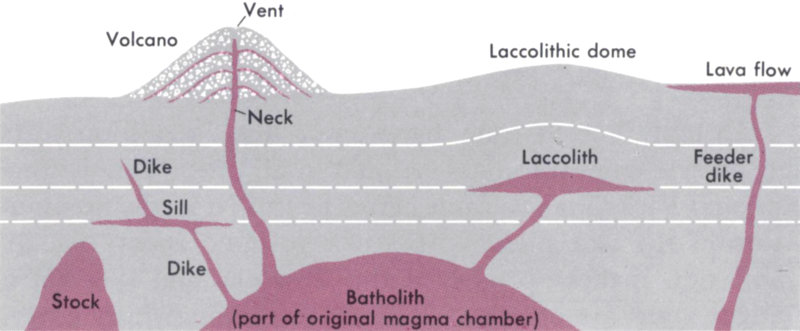 Vent
Volcano
Laccolithic dome
Lava flow
Neck
Dike
Laccolith
Feeder
dike
Sill
Dike
Stock
Batholith
(part of original magma chamber)